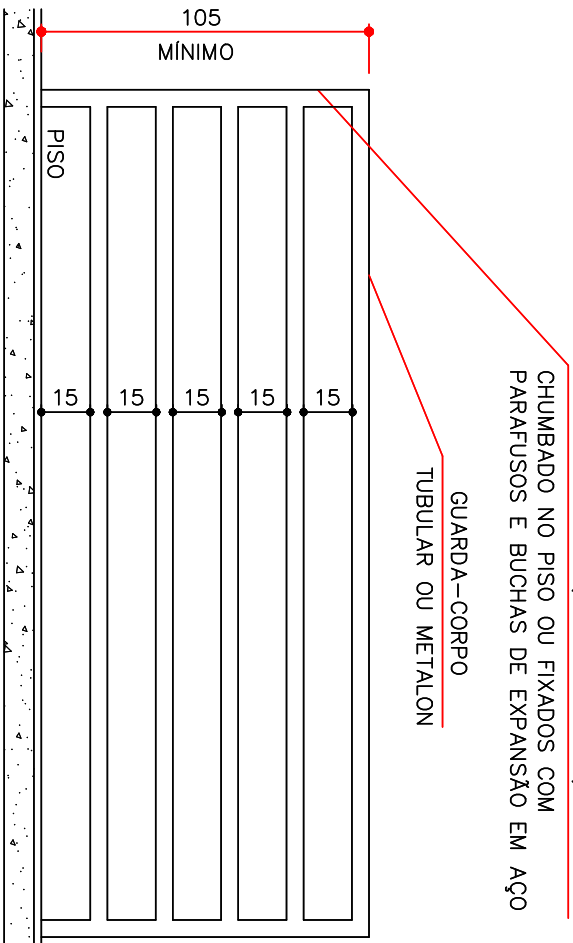 105
MÍNIMO
PISO
15 15 15 15 15
CHUMBADO NO PISO OU FIXADOS COM
PARAFUSOS E BUCHAS DE EXPANSÃO EM AÇO
GUARDA-CORPO
TUBULAR OU METALON